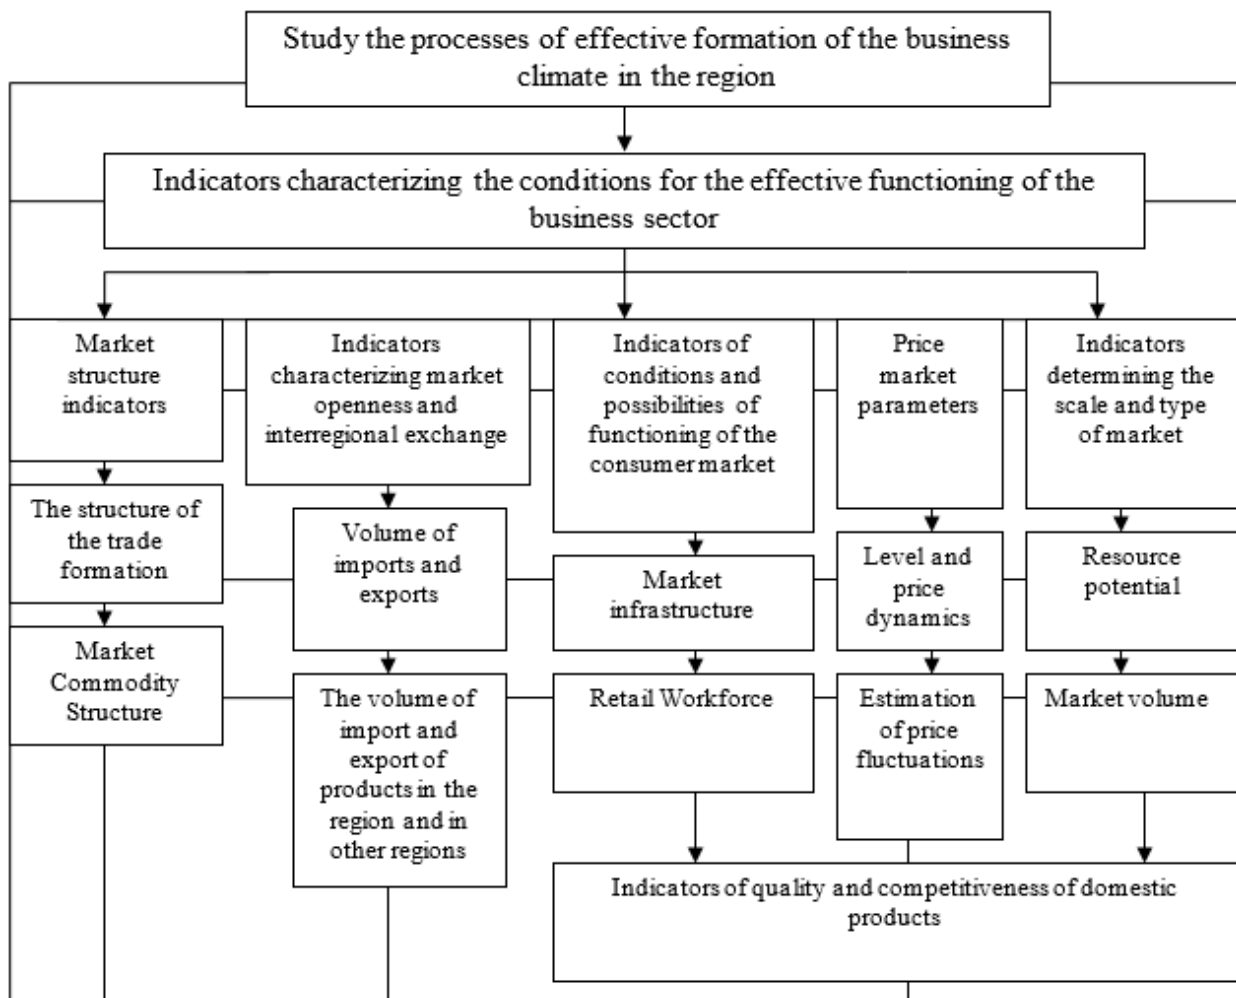 Study the processes of effective formation of the business
climate in the region
Indicators characterizing the conditions for the effective functioning of the
business sector
Market
structure
indicators
Indicators
characterizing market
openness and
interregional exchange
Indicators of
conditions and
possibilities of
functioning of the
consumer market
Price
market
parameters
Indicators
determining the
scale and type
of market
The structure of
the trade
formation
Volume of
imports and
exports
Market
infrastructure
Level and
price
dynamics
Resource
potential
Market
Commodity
Structure
The volume of
import and
export of
products in the
region and in
other regions
Retail Workforce
Estimation
of price
fluctuations
Market volume
Indicators of quality and competitiveness of domestic
products